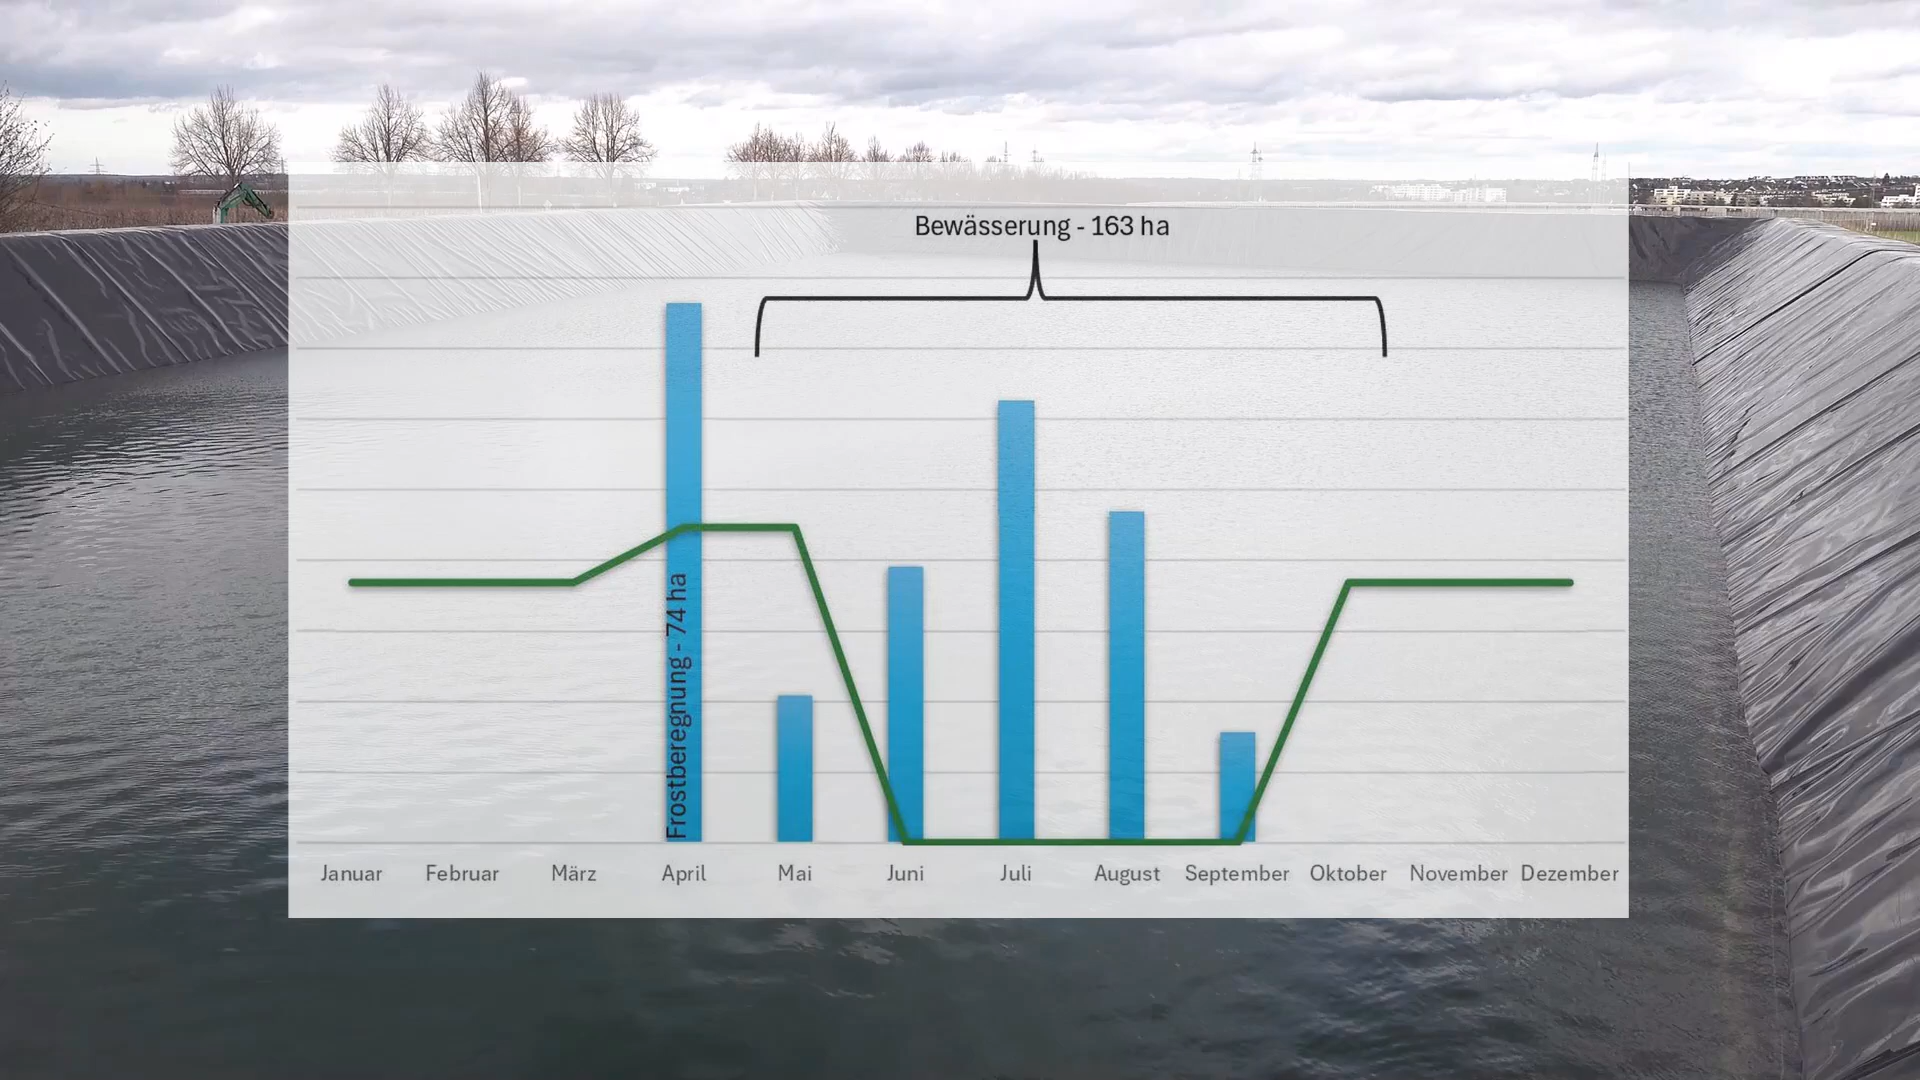 Bewässerung - 163 ha
Frostberegnung - 74 ha
Januar Februar März April Mai Juni Juli August September Oktober November Dezember